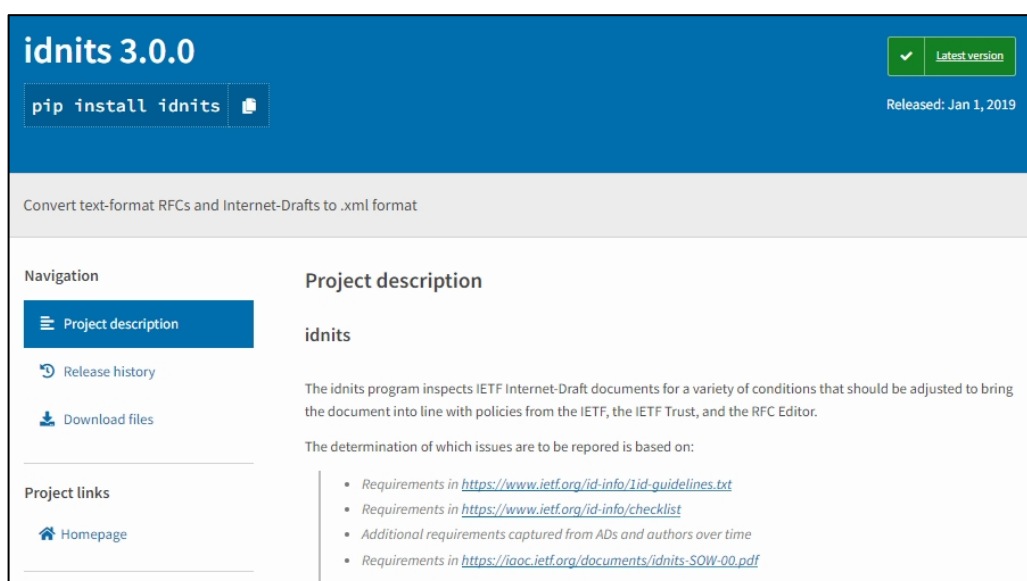 idnits 3.0.0
Latest version
pip install idnits
Released: Jan 1, 2019
Convert text-format RFCs and Internet-Drafts to .xml format
Navigation
Project description
Release history
Download files
Project links
Homepage
Project description
idnits
The idnits program inspects IETF Internet-Draft documents for a variety of conditions that should be adjusted to bring
the document into line with policies from the IETF, the IETF Trust, and the RFC Editor.
The determination of which issues are to be repored is based on:
• Requirements in https://www.ietf.org/id-info/1id-guidelines.txt
• Requirements in https://www.ietf.org/id-info/checklist
• Additional requirements captured from ADs and authors over time
• Requirements in https://iaoc.ietf.org/documents/idnits-SOW-00.pdf